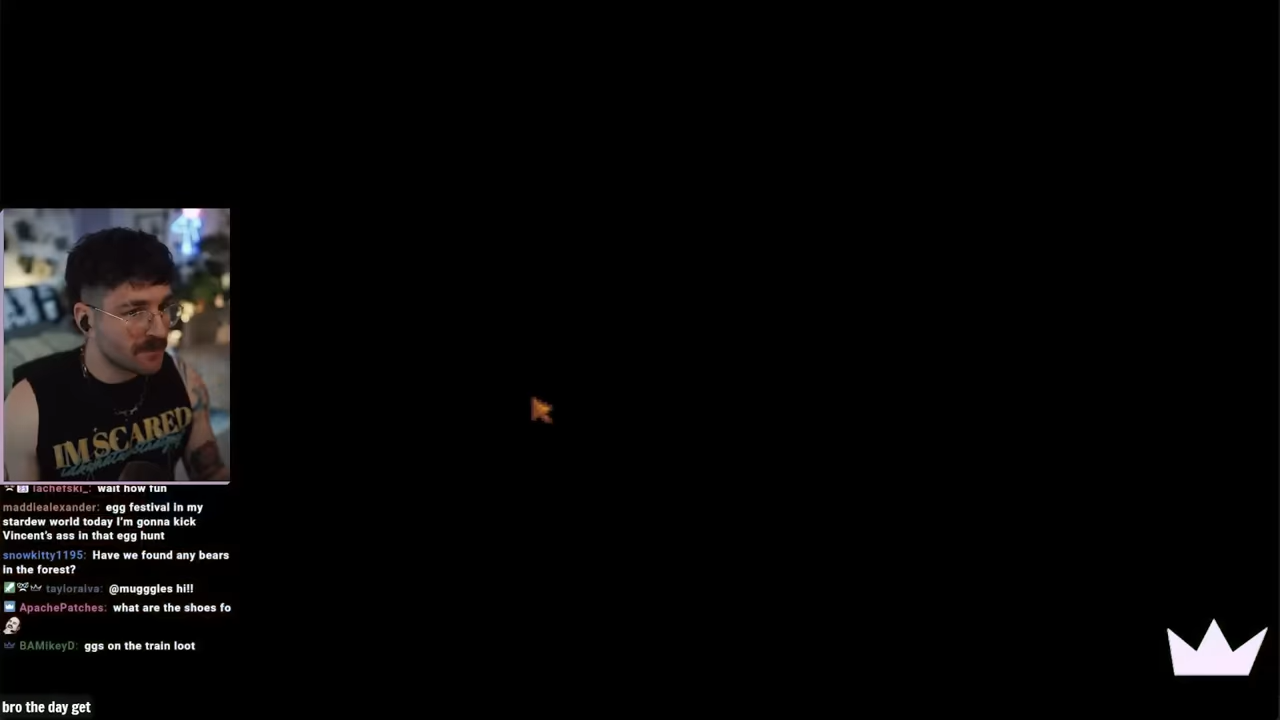 IM SCARED
lachefski_: wait how fun
maddiealexander: egg festival in my
stardew world today I'm gonna kick
Vincent's ass in that egg hunt
snowkitty1195: Have we found any bears
in the forest?
tayloralva: @mugggles hi!!
ApachePatches: what are the shoes fo
BAMikeyD: ggs on the train loot
bro the day get